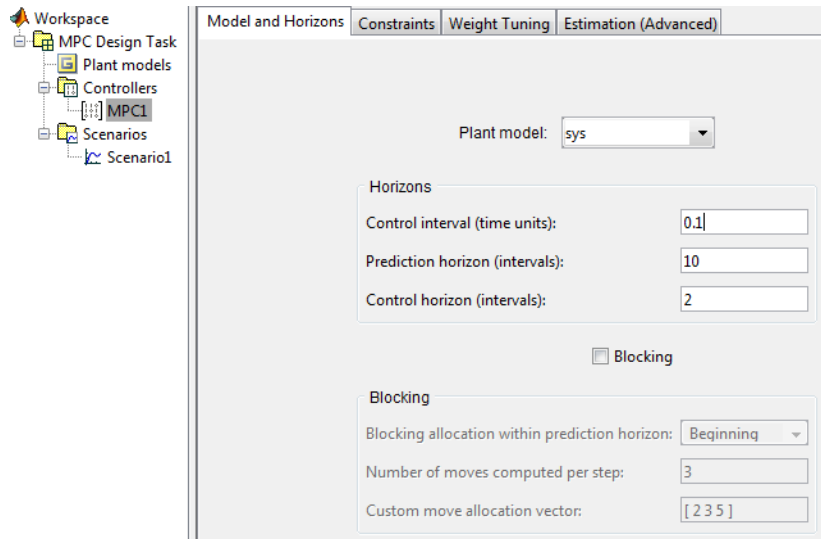 Workspace
MPC Design Task
Plant models
Controllers
MPC1
Scenarios
Scenario1
Model and Horizons
Constraints
Weight Tuning
Estimation (Advanced)
Plant model: sys
Horizons
Control interval (time units): 0.1
Prediction horizon (intervals): 10
Control horizon (intervals): 2
Blocking
Blocking
Blocking allocation within prediction horizon: Beginning
Number of moves computed per step: 3
Custom move allocation vector: [ 2 3 5 ]